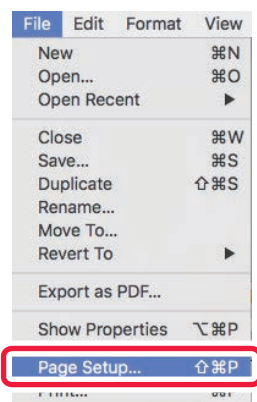 File Edit Format View
New ⌘N
Open... ⌘O
Open Recent ▶
Close ⌘W
Save... ⌘S
Duplicate ⇧⌘S
Rename...
Move To...
Revert To ▶
Export as PDF...
Show Properties ⌥⌘P
Page Setup... ⇧⌘P